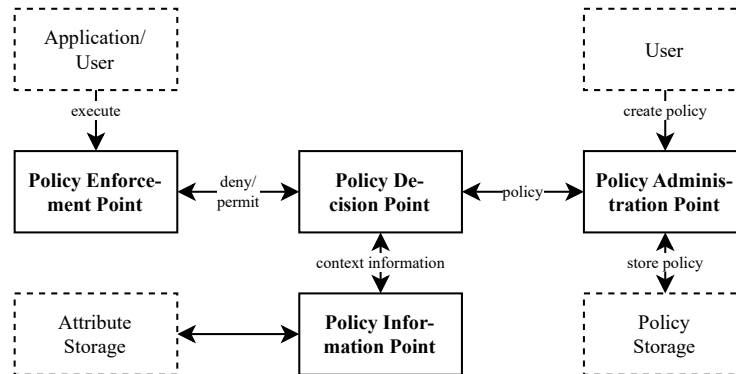 Application/
User
User
execute
create policy
Policy Enforce-
ment Point
deny/
permit
Policy De-
cision Point
policy
Policy Adminis-
tration Point
context information
store policy
Attribute
Storage
Policy Infor-
mation Point
Policy
Storage